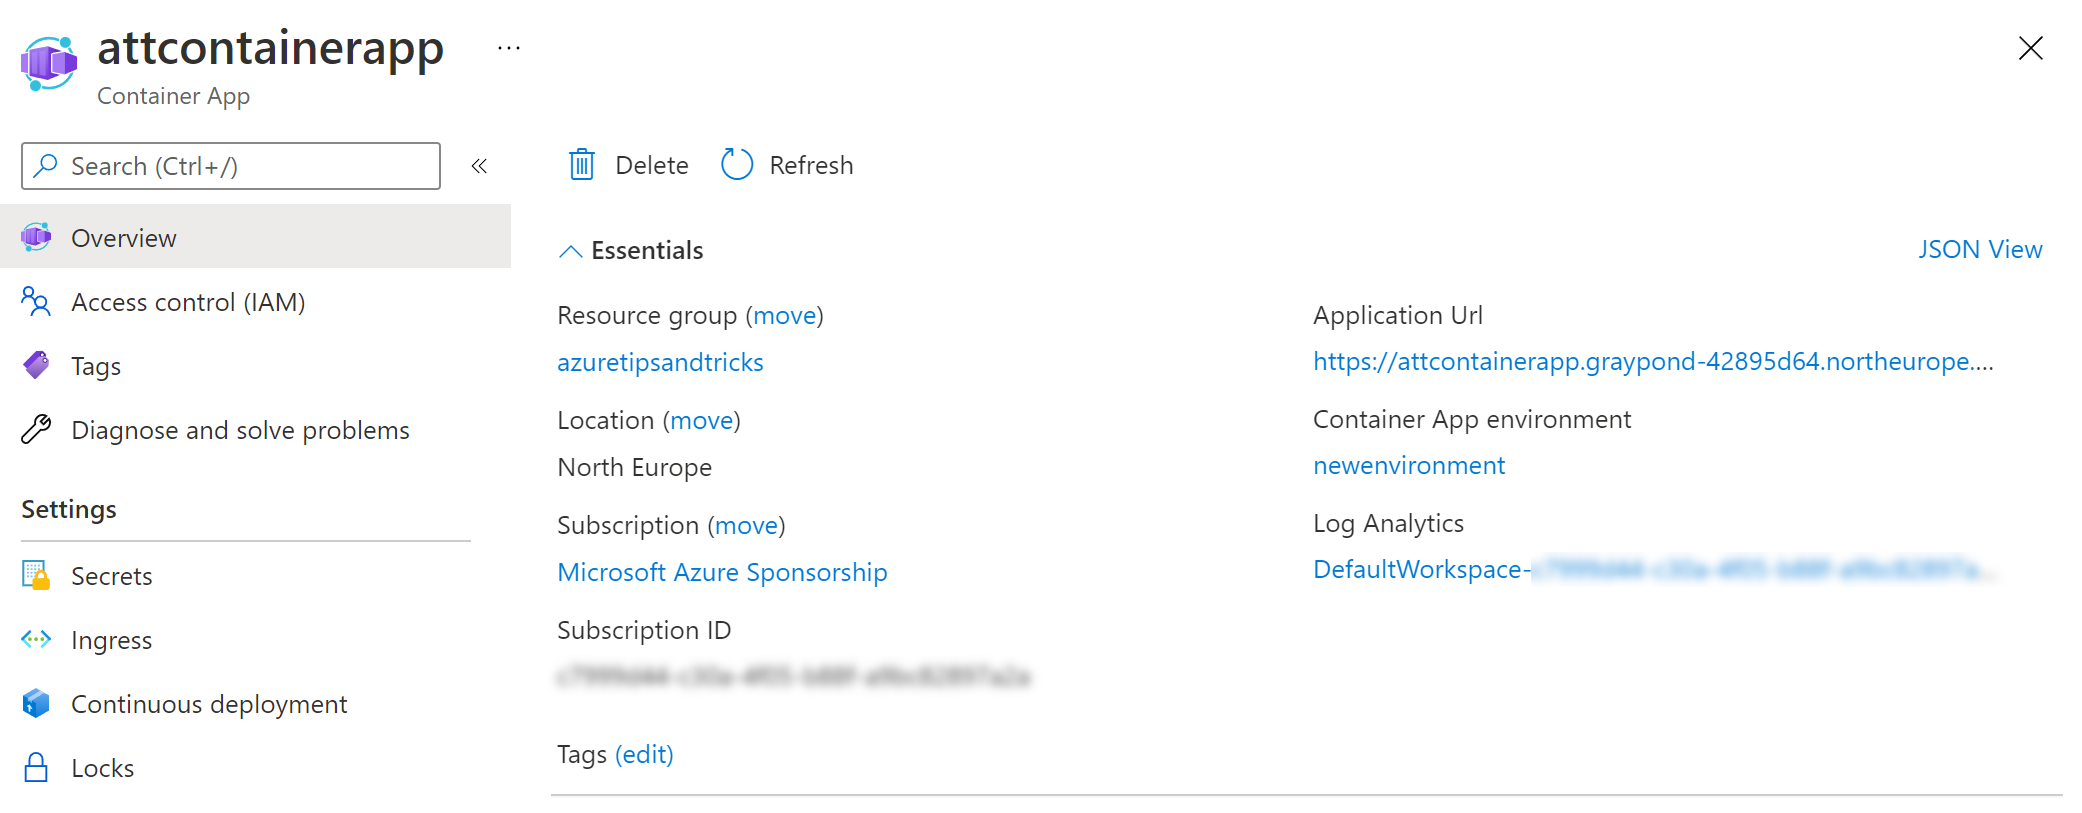 attcontainerapp ...
Container App
Search (Ctrl+/)
«
Overview
Access control (IAM)
Tags
Diagnose and solve problems
Settings
Secrets
Ingress
Continuous deployment
Locks
Delete
Refresh
Essentials
JSON View
Resource group (move)
azuretipsandtricks
Location (move)
North Europe
Subscription (move)
Microsoft Azure Sponsorship
Subscription ID
Application Url
https://attcontainerapp.graypond-42895d64.northeurope....
Container App environment
newenvironment
Log Analytics
DefaultWorkspace-
Tags (edit)